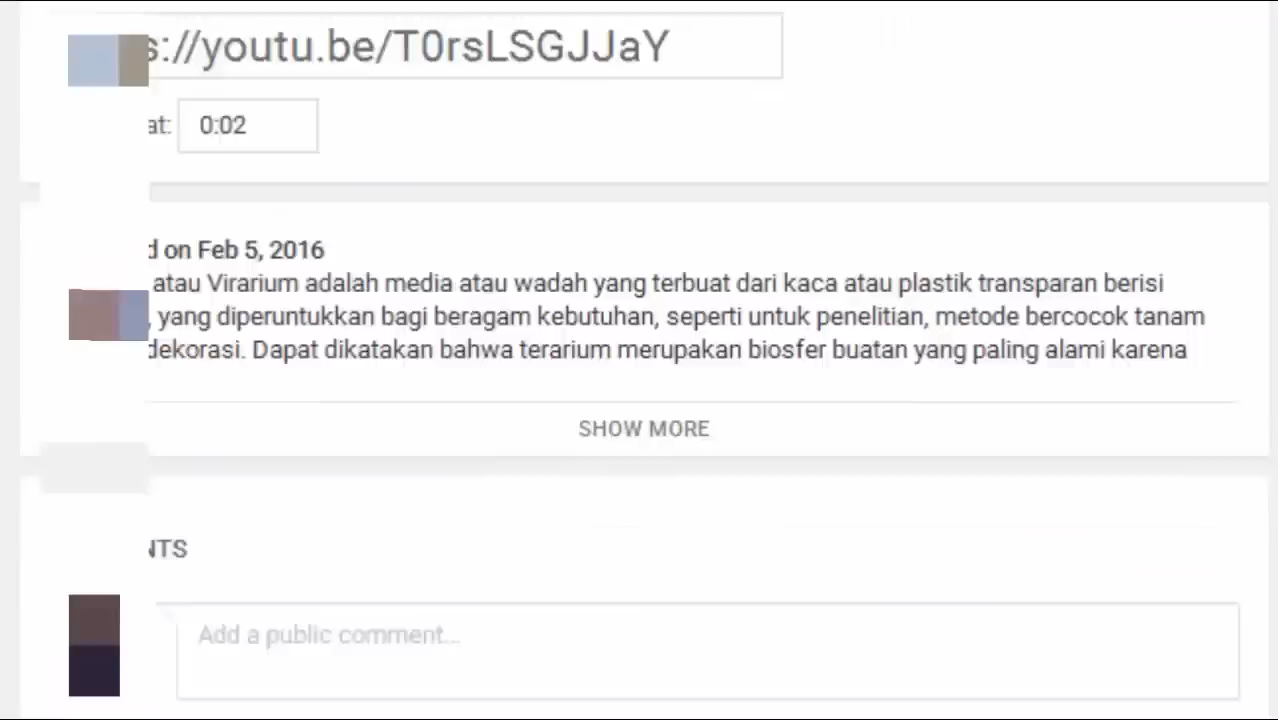 s://youtu.be/T0rsLSGJJaY
at: 0:02
on Feb 5, 2016
atau Virarium adalah media atau wadah yang terbuat dari kaca atau plastik transparan berisi
, yang diperuntukkan bagi beragam kebutuhan, seperti untuk penelitian, metode bercocok tanam
dekorasi. Dapat dikatakan bahwa terarium merupakan biosfer buatan yang paling alami karena
SHOW MORE
NTS
Add a public comment...